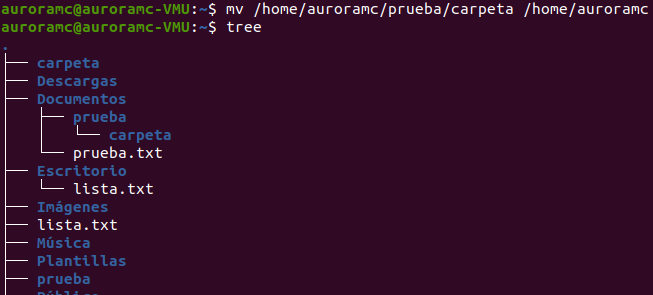 auroramc@auroramc-VMU:~$ mv /home/auroramc/prueba/carpeta /home/auroramc
auroramc@auroramc-VMU:~$ tree
.
├── carpeta
├── Descargas
├── Documentos
│   ├── prueba
│   │   └── carpeta
│   └── prueba.txt
├── Escritorio
│   └── lista.txt
├── Imágenes
├── lista.txt
├── Música
├── Plantillas
├── prueba